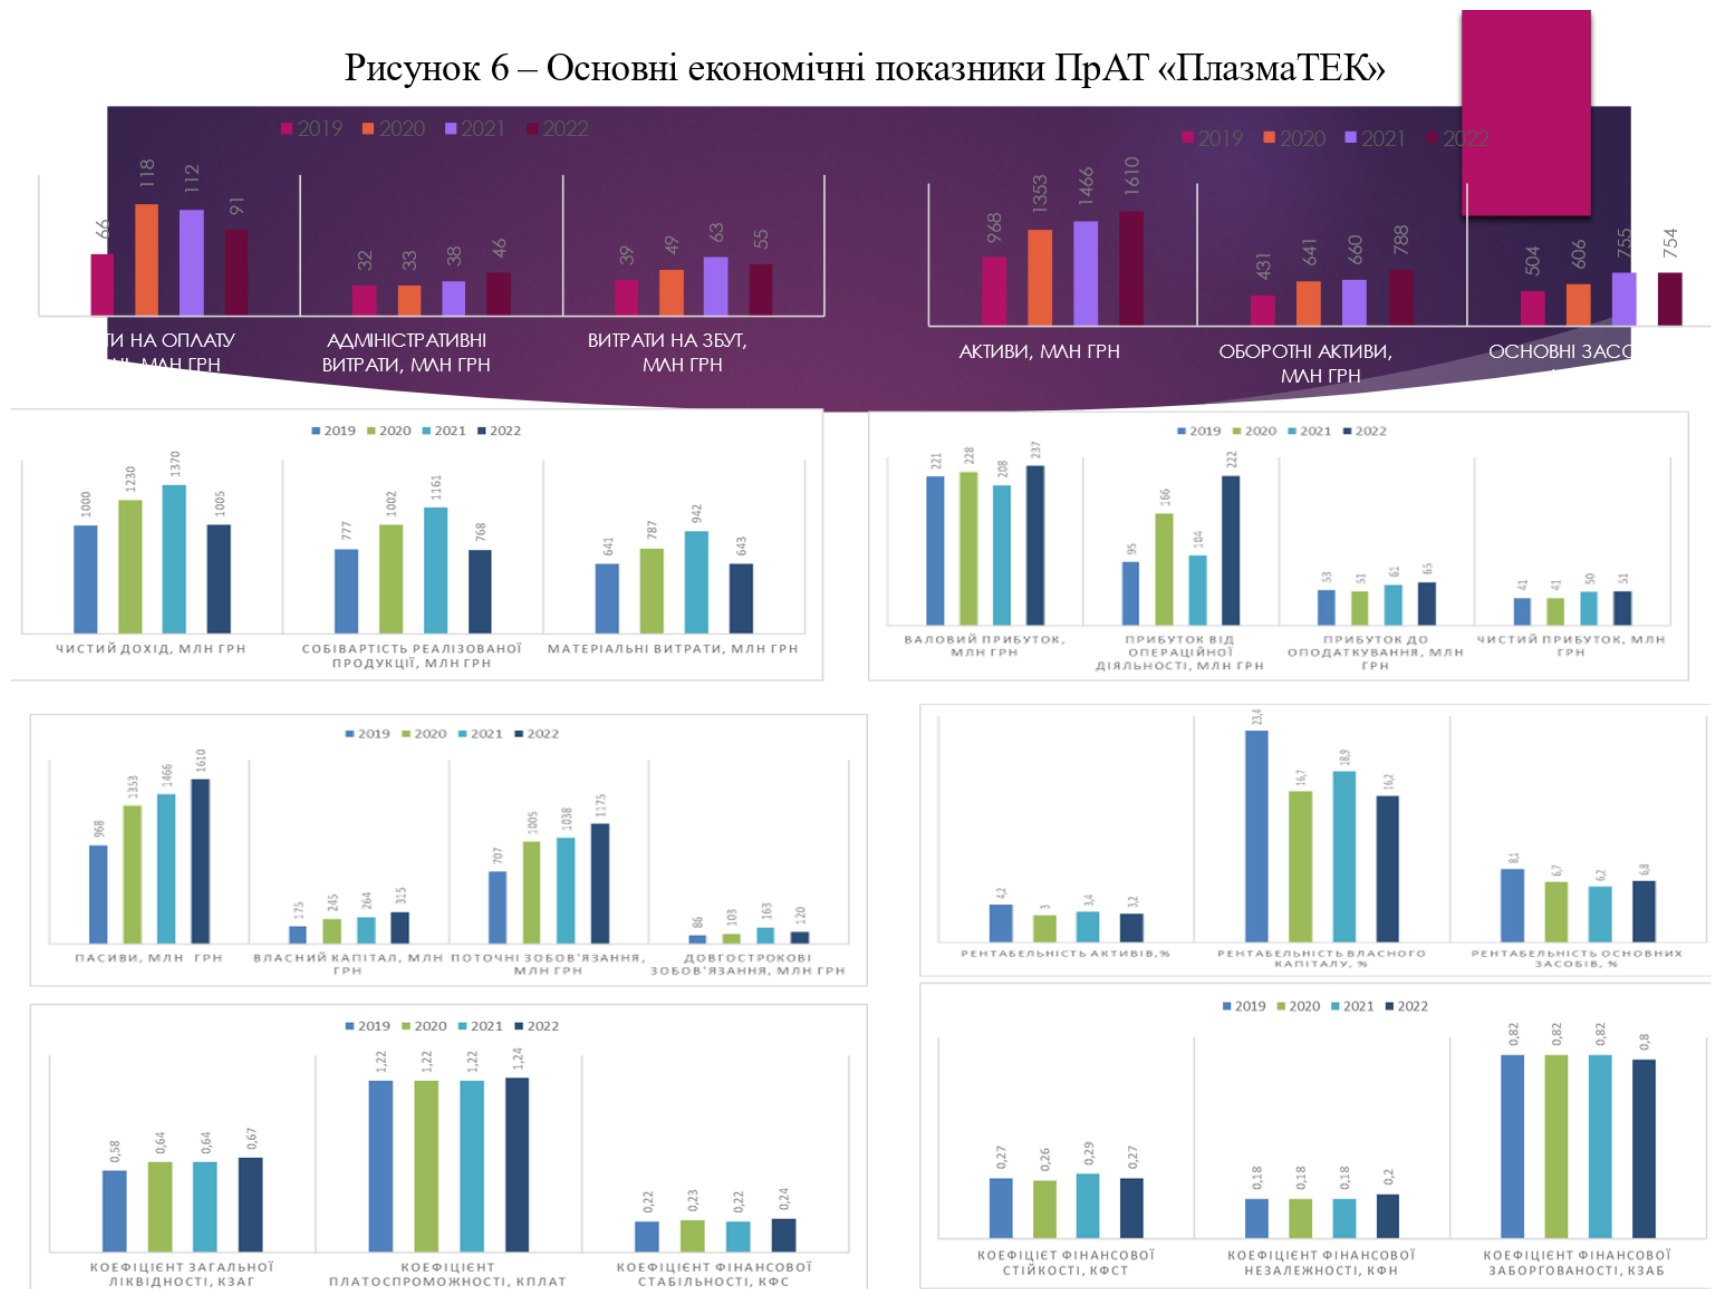 Рисунок 6 – Основні економічні показники ПрАТ «ПлазмаТЕК»
2019 2020 2021 2022
66 118 112 91 32 33 38 46 39 49 63 55
НА ОПЛАТУ
МЛН ГРН
АДМІНІСТРАТИВНІ
ВИТРАТИ, МЛН ГРН
ВИТРАТИ НА ЗБУТ,
МЛН ГРН
2019 2020 2021 2022
968 1353 1466 1610 431 641 660 788 504 606 755 754
АКТИВИ, МЛН ГРН
ОБОРОТНІ АКТИВИ,
МЛН ГРН
ОСНОВНІ
2019 2020 2021 2022
1000 1230 1370 1005 777 1002 1161 768 641 787 942 643
ЧИСТИЙ ДОХІД, МЛН ГРН
СОБІВАРТІСТЬ РЕАЛІЗОВАНОЇ
ПРОДУКЦІЇ, МЛН ГРН
МАТЕРІАЛЬНІ ВИТРАТИ, МЛН ГРН
2019 2020 2021 2022
221 228 208 237 95 166 104 222 53 51 61 65 41 41 50 51
ВАЛОВИЙ ПРИБУТОК,
МЛН ГРН
ПРИБУТОК ВІД
ОПЕРАЦІЙНОЇ
ДІЯЛЬНОСТІ, МЛН ГРН
ПРИБУТОК ДО
ОПОДАТКУВАННЯ, МЛН
ГРН
ЧИСТИЙ ПРИБУТОК, МЛН
ГРН
2019 2020 2021 2022
968 1353 1466 1610 175 245 264 315 707 1005 1038 1175 86 103 163 120
ПАСИВИ, МЛН ГРН
ВЛАСНИЙ КАПІТАЛ, МЛН
ГРН
ПОТОЧНІ ЗОБОВ'ЯЗАННЯ,
МЛН ГРН
ДОВГОСТРОКОВІ
ЗОБОВ'ЯЗАННЯ, МЛН ГРН
4,2 3 3,4 3,2 23,4 16,7 18,9 16,2 8,1 6,7 6,2 6,8
РЕНТАБЕЛЬНІСТЬ АКТИВІВ,%
РЕНТАБЕЛЬНІСТЬ ВЛАСНОГО
КАПІТАЛУ, %
РЕНТАБЕЛЬНІСТЬ ОСНОВНИХ
ЗАСОБІВ, %
2019 2020 2021 2022
0,58 0,64 0,64 0,67 1,22 1,22 1,22 1,24 0,22 0,23 0,22 0,24
КОЕФІЦІЄНТ ЗАГАЛЬНОЇ
ЛІКВІДНОСТІ, КЗАГ
КОЕФІЦІЄНТ
ПЛАТОСПРОМОЖНОСТІ, КПЛАТ
КОЕФІЦІЄНТ ФІНАНСОВОЇ
СТАБІЛЬНОСТІ, КФС
2019 2020 2021 2022
0,27 0,26 0,29 0,27 0,18 0,18 0,18 0,2 0,82 0,82 0,82 0,8
КОЕФІЦІЄТ ФІНАНСОВОЇ
СТІЙКОСТІ, КФСТ
КОЕФІЦІЄНТ ФІНАНСОВОЇ
НЕЗАЛЕЖНОСТІ, КФН
КОЕФІЦІЄНТ ФІНАНСОВОЇ
ЗАБОРГОВАНОСТІ, КЗАБ